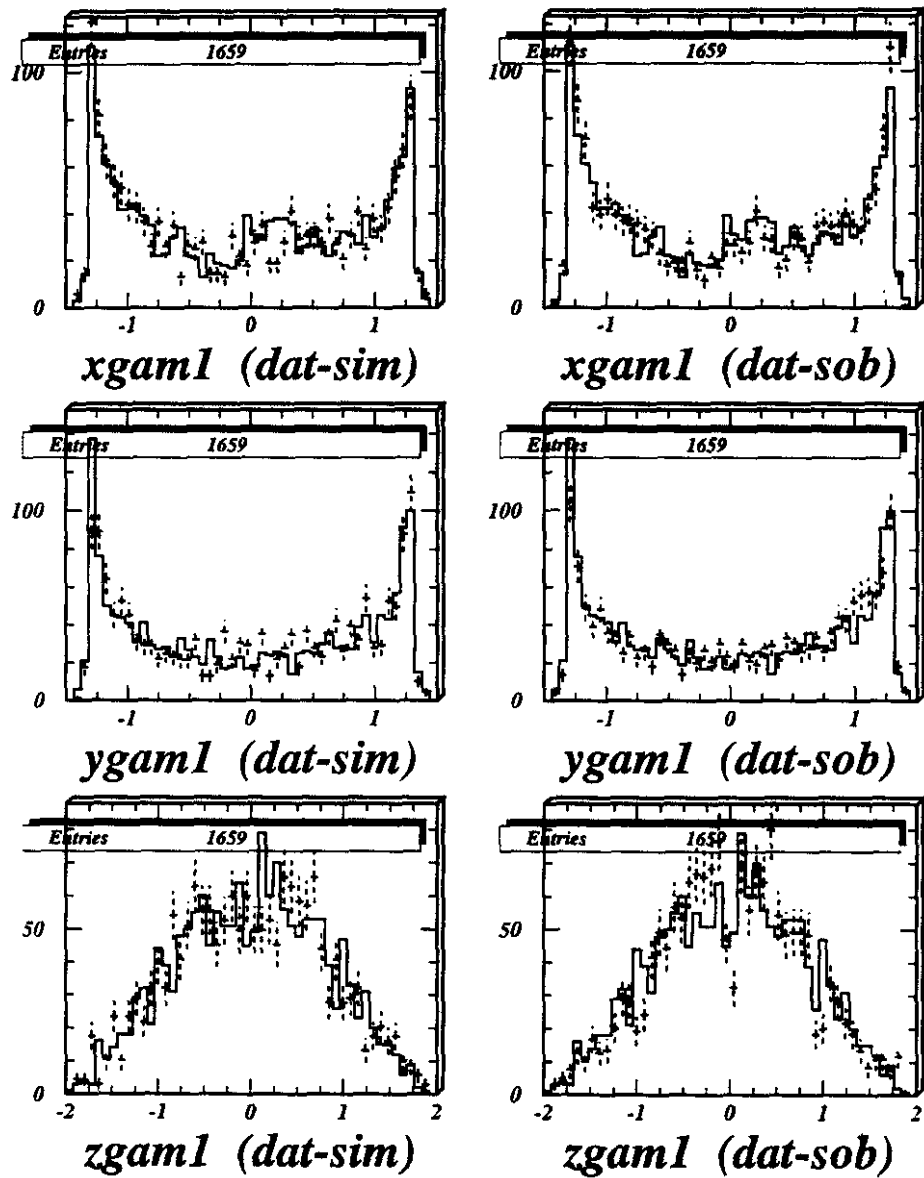 Entries 1659
Entries 1659
100
100
0
0
-1 0 1
-1 0 1
xgam1 (dat-sim)
xgam1 (dat-sob)
Entries 1659
Entries 1659
100
100
0
0
-1 0 1
-1 0 1
ygam1 (dat-sim)
ygam1 (dat-sob)
Entries 1659
Entries 1659
50
50
0
0
-2 -1 0 1 2
-2 -1 0 1 2
zgam1 (dat-sim)
zgam1 (dat-sob)